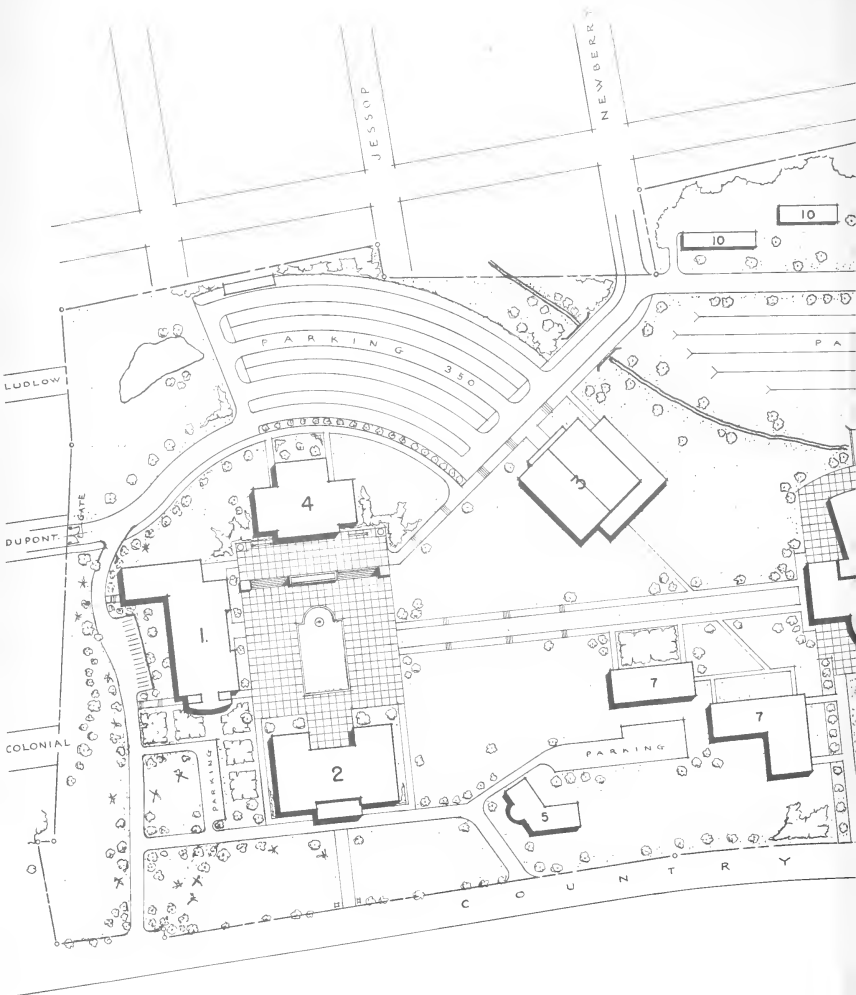 JESSOP
NEWBERRY
10
10
PARKING 350
PA
LUDLOW
GATE
DUPONT
4
3
1.
7
7
COLONIAL
PARKING
PARKING
2
5
COUNTRY